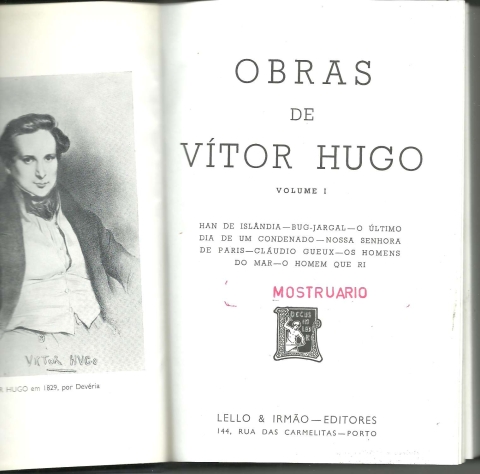 VICTOR HUGO
HUGO em 1829, por Devéria
OBRAS
DE
VÍTOR HUGO
VOLUME I
HAN DE ISLÂNDIA—BUG-JARGAL—O ÚLTIMO
DIA DE UM CONDENADO—NOSSA SENHORA
DE PARIS—CLÁUDIO GUEUX—OS HOMENS
DO MAR—O HOMEM QUE RI
MOSTRUARIO
DECUS
LELLO & IRMÃO—EDITORES
144, RUA DAS CARMELITAS—PORTO